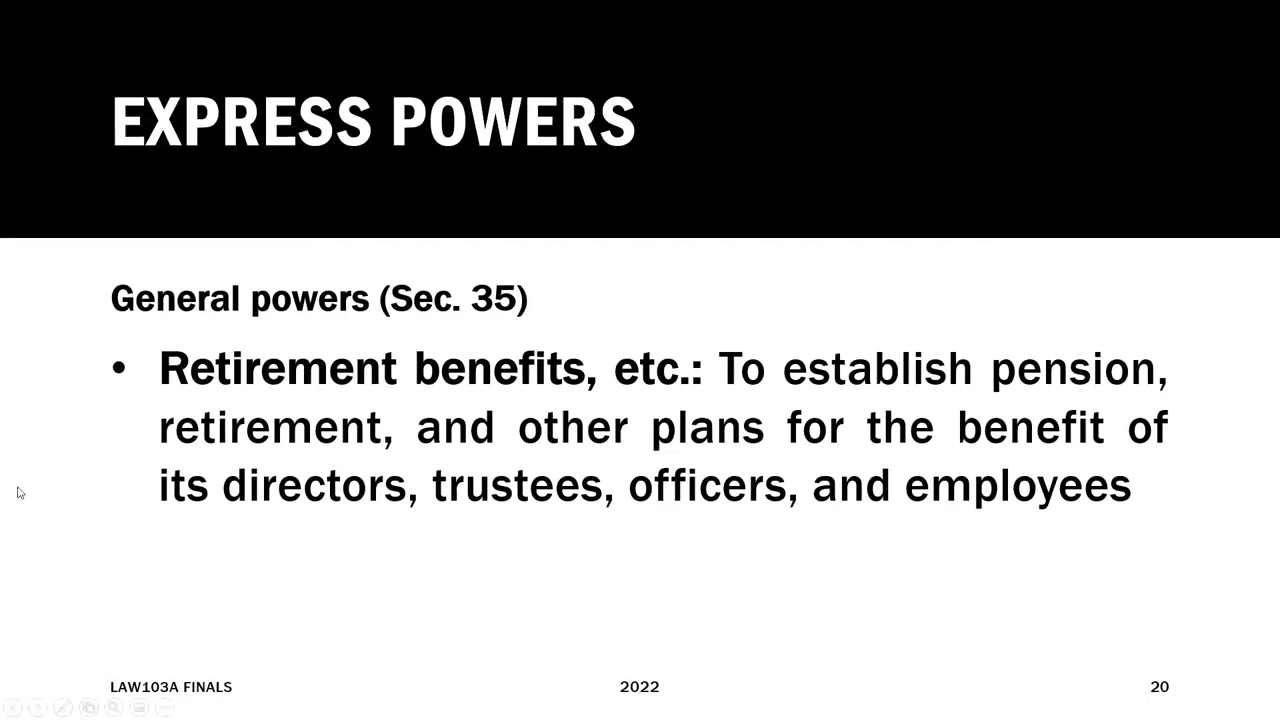 EXPRESS POWERS
General powers (Sec. 35)
• Retirement benefits, etc.: To establish pension,
retirement, and other plans for the benefit of
its directors, trustees, officers, and employees
LAW103A FINALS 2022 20